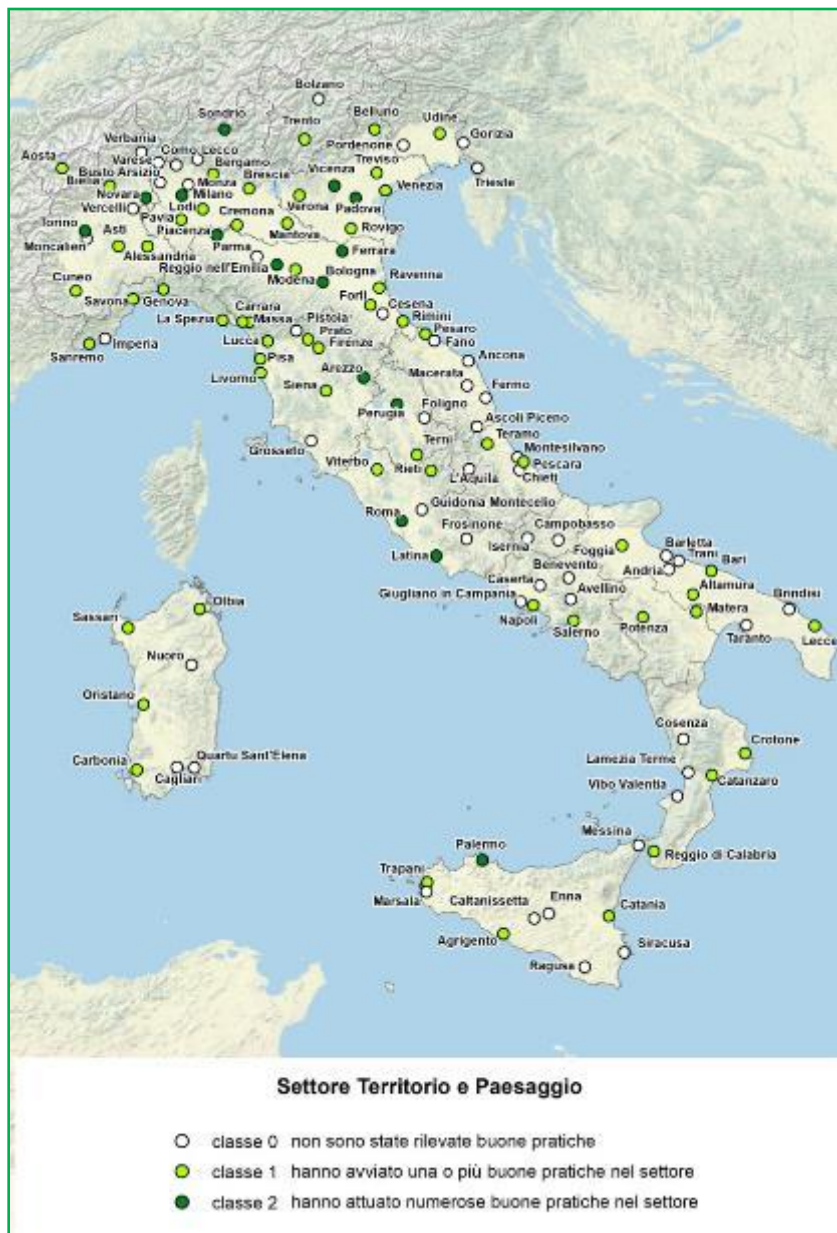 Bolzano
Sondrio
Belluno
Udine
Trento
Gorizia
Verbania
Como
Lecco
Pordenone
Varese
Bergamo
Treviso
Aosta
Busto Arsizio
Vicenza
Trieste
Biella
Monza
Brescia
Novara
Milano
Venezia
Vercelli
Lodi
Verona
Padova
Torino
Pavia
Cremona
Asti
Piacenza
Mantova
Rovigo
Moncalieri
Parma
Ferrara
Alessandria
Reggio nell'Emilia
Bologna
Cuneo
Modena
Ravenna
Savona
Genova
Forlì
Cesena
Carrara
La Spezia
Massa
Pistoia
Rimini
Prato
Pesaro
Imperia
Lucca
Firenze
Fano
Sanremo
Pisa
Ancona
Livorno
Arezzo
Macerata
Siena
Fermo
Perugia
Foligno
Ascoli Piceno
Terni
Teramo
Grosseto
Montesilvano
Viterbo
Rieti
Pescara
L'Aquila
Chieti
Guidonia Montecelio
Roma
Frosinone
Campobasso
Isernia
Barletta
Latina
Foggia
Trani
Benevento
Bari
Caserta
Andria
Giugliano in Campania
Avellino
Altamura
Brindisi
Olbia
Napoli
Matera
Sassari
Salerno
Potenza
Taranto
Lecce
Nuoro
Oristano
Cosenza
Crotone
Carbonia
Quartu Sant'Elena
Lamezia Terme
Cagliari
Catanzaro
Vibo Valentia
Messina
Palermo
Reggio di Calabria
Trapani
Marsala
Caltanissetta
Enna
Catania
Agrigento
Siracusa
Ragusa
Settore Territorio e Paesaggio
classe 0 non sono state rilevate buone pratiche
classe 1 hanno avviato una o più buone pratiche nel settore
classe 2 hanno attuato numerose buone pratiche nel settore